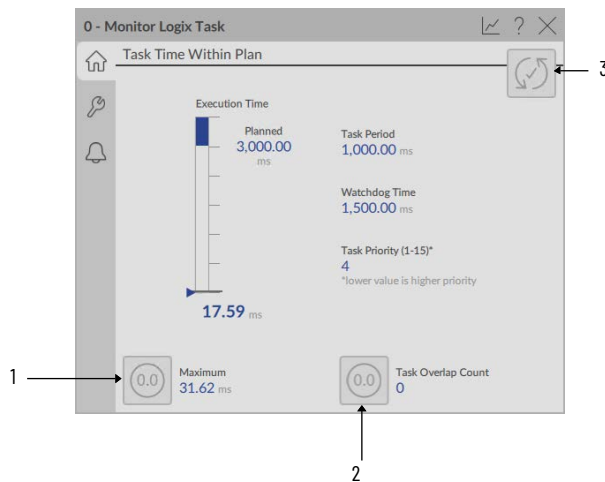 0 - Monitor Logix Task
?
Task Time Within Plan
3
Execution Time
Planned
3,000.00
ms
Task Period
1,000.00 ms
Watchdog Time
1,500.00 ms
Task Priority (1-15)*
4
*lower value is higher priority
17.59 ms
1
0.0
Maximum
31.62 ms
0.0
Task Overlap Count
0
2